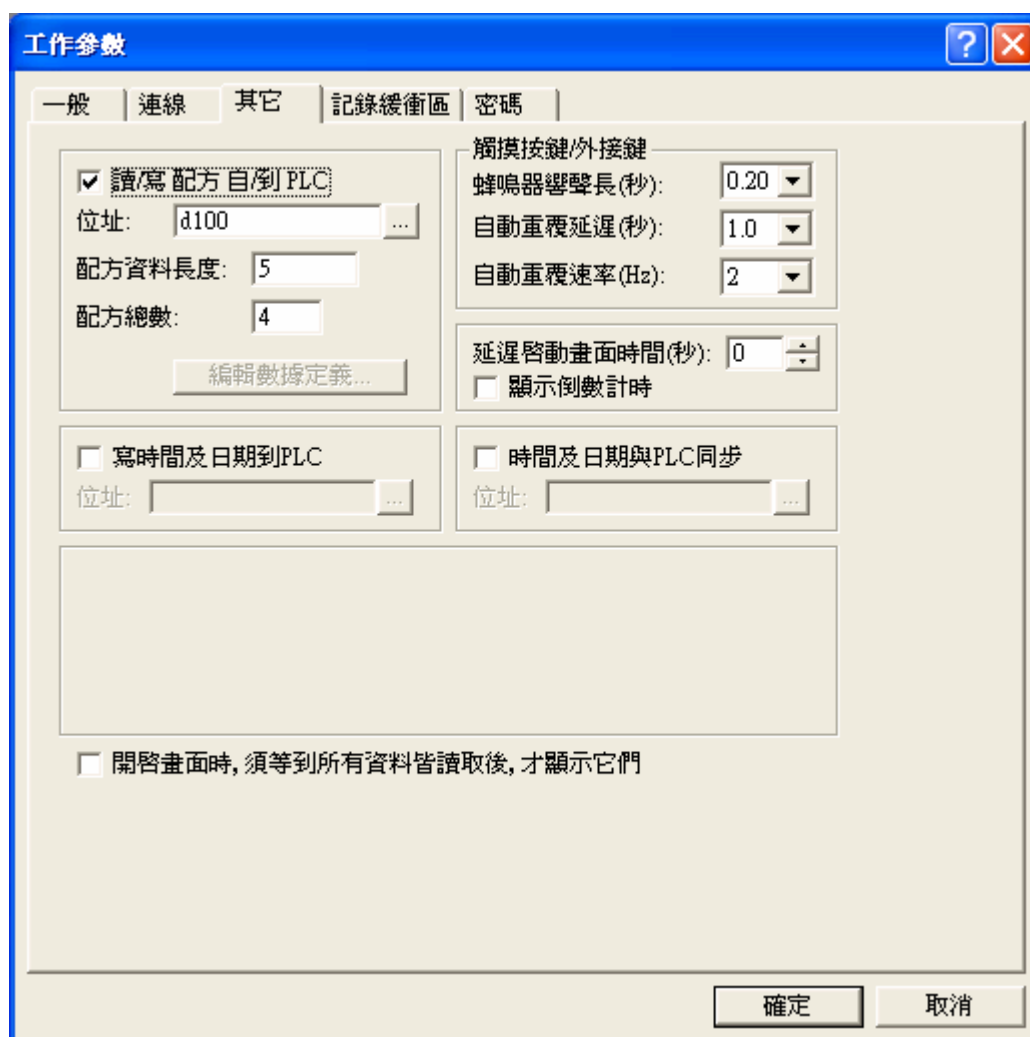 工作參數
一般
連線
其它
記錄緩衝區
密碼
讀/寫 配方 自/到 PLC
位址: d100 ...
配方資料長度: 5
配方總數: 4
編輯數據定義...
觸摸按鍵/外接鍵
蜂鳴器響聲長(秒): 0.20
自動重覆延遲(秒): 1.0
自動重覆速率(Hz): 2
延遲啓動畫面時間(秒): 0
顯示倒數計時
寫時間及日期到PLC
位址: ...
時間及日期與PLC同步
位址: ...
開啓畫面時, 須等到所有資料皆讀取後, 才顯示它們
確定
取消